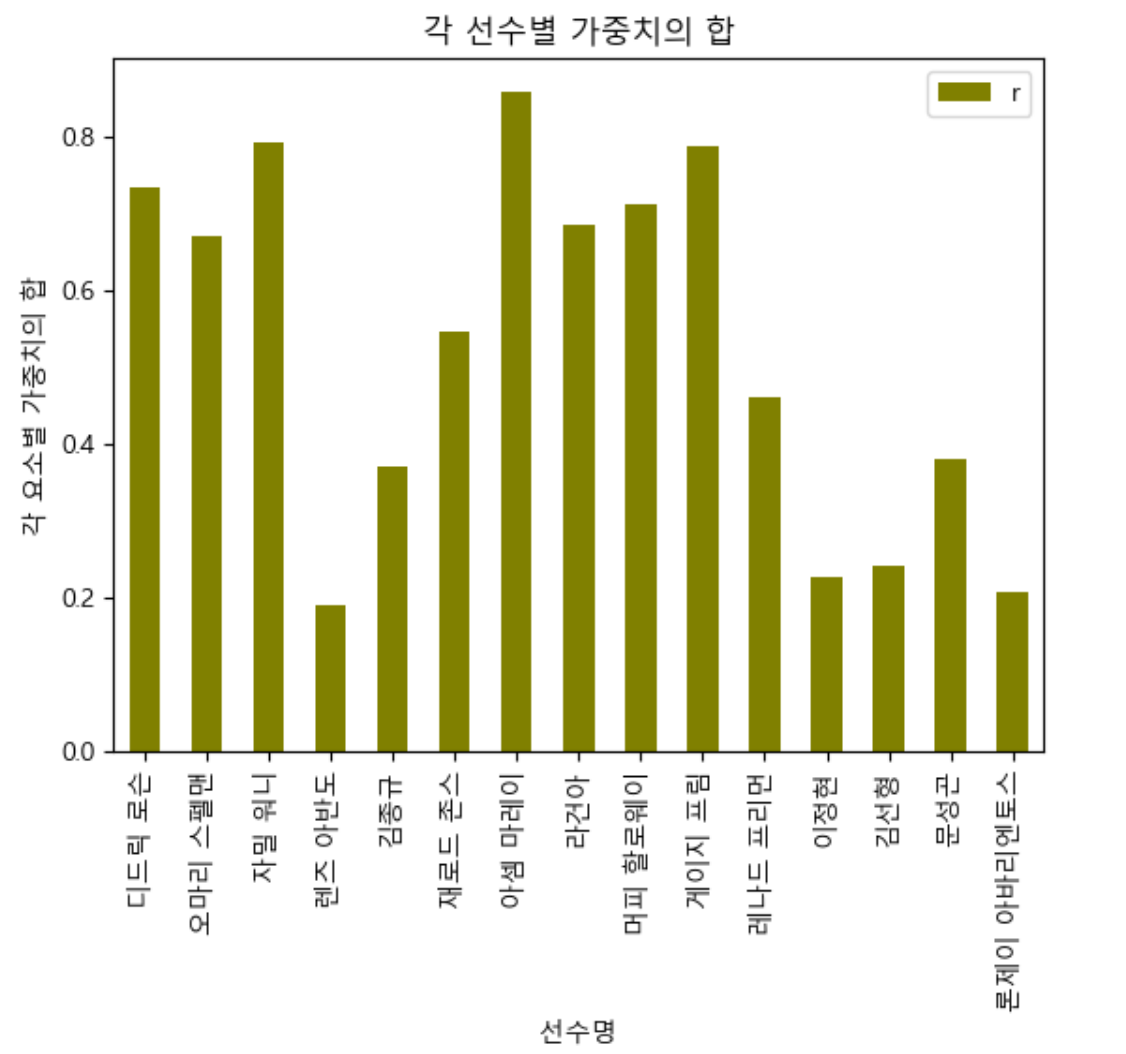 각 선수별 가중치의 합
r
각 요소별 가중치의 합
0.8
0.6
0.4
0.2
0.0
디드릭 로슨
오마리 스펠맨
자밀 워니
렌즈 아반도
김종규
재로드 존스
아셈 마레이
라건아
머피 할로웨이
게이지 프림
레나드 프리먼
이정현
김선형
문성곤
론제이 아바리엔토스
선수명